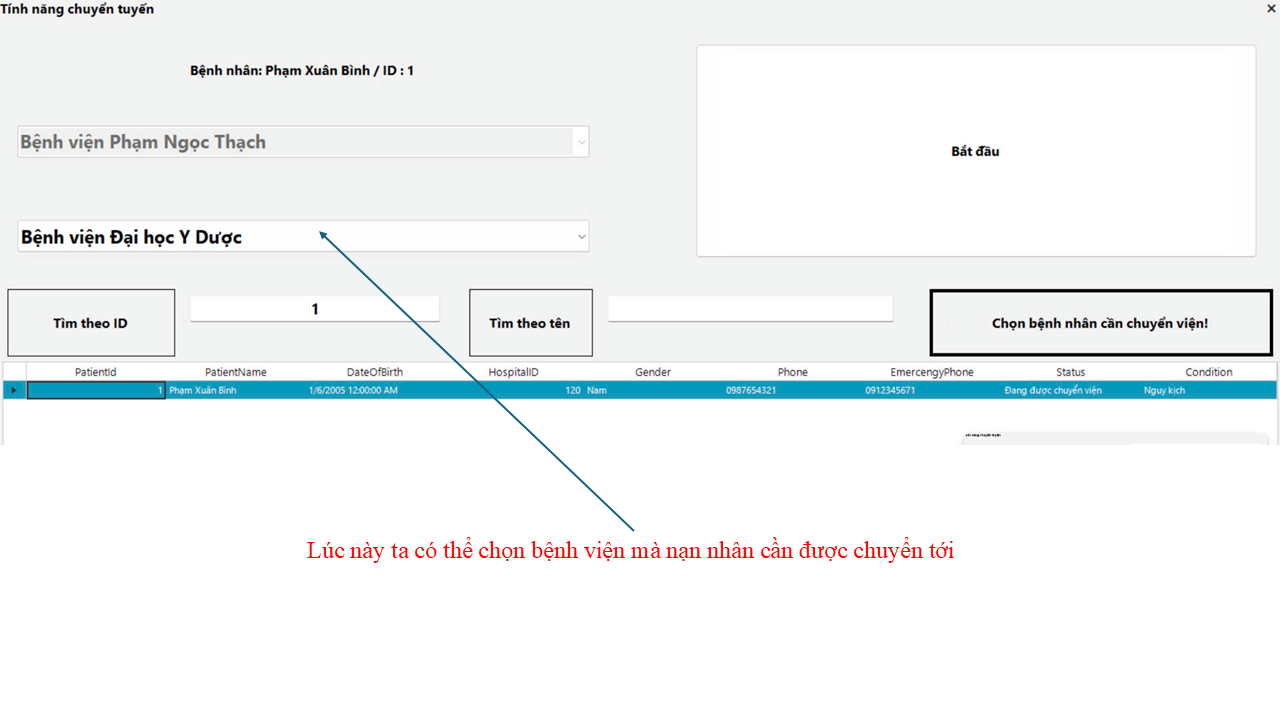 Tính năng chuyển tuyến
Bệnh nhân: Phạm Xuân Bình / ID : 1
Bệnh viện Phạm Ngọc Thạch
Bắt đầu
Bệnh viện Đại học Y Dược
Tìm theo ID
1
Tìm theo tên
Chọn bệnh nhân cần chuyển viện!
PatientId PatientName DateOfBirth HospitalID Gender Phone EmercengyPhone Status Condition
1 Phạm Xuân Bình 1/6/2005 12:00:00 AM 120 Nam 0987654321 0912345671 Đang được chuyển viện Nguy kịch
Lúc này ta có thể chọn bệnh viện mà nạn nhân cần được chuyển tới